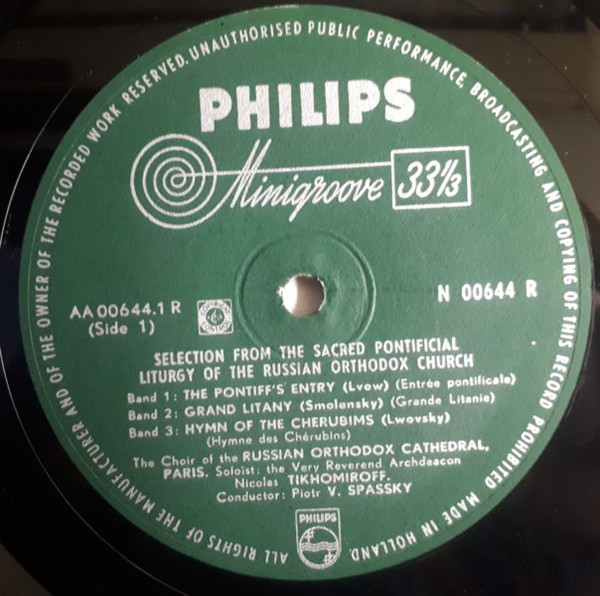 ALL RIGHTS OF THE MANUFACTURER AND OF THE OWNER OF THE RECORDED WORK RESERVED. UNAUTHORISED PUBLIC PERFORMANCE, BROADCASTING AND COPYING OF THIS RECORD PROHIBITED MADE IN HOLLAND.
PHILIPS
Minigroove 33⅓
AA 00644.1 R
(Side 1)
N 00644 R
SELECTION FROM THE SACRED PONTIFICIAL
LITURGY OF THE RUSSIAN ORTHODOX CHURCH
Band 1: THE PONTIFF'S ENTRY (Lvow) (Entrée pontificale)
Band 2: GRAND LITANY (Smolensky) (Grande Litanie)
Band 3: HYMN OF THE CHERUBIMS (Lwovsky)
(Hymne des Chérubins)
The Choir of the RUSSIAN ORTHODOX CATHEDRAL,
PARIS. Soloist: the Very Reverend Archdeacon
Nicolas TIKHOMIROFF.
Conductor: Piotr V. SPASSKY
PHILIPS